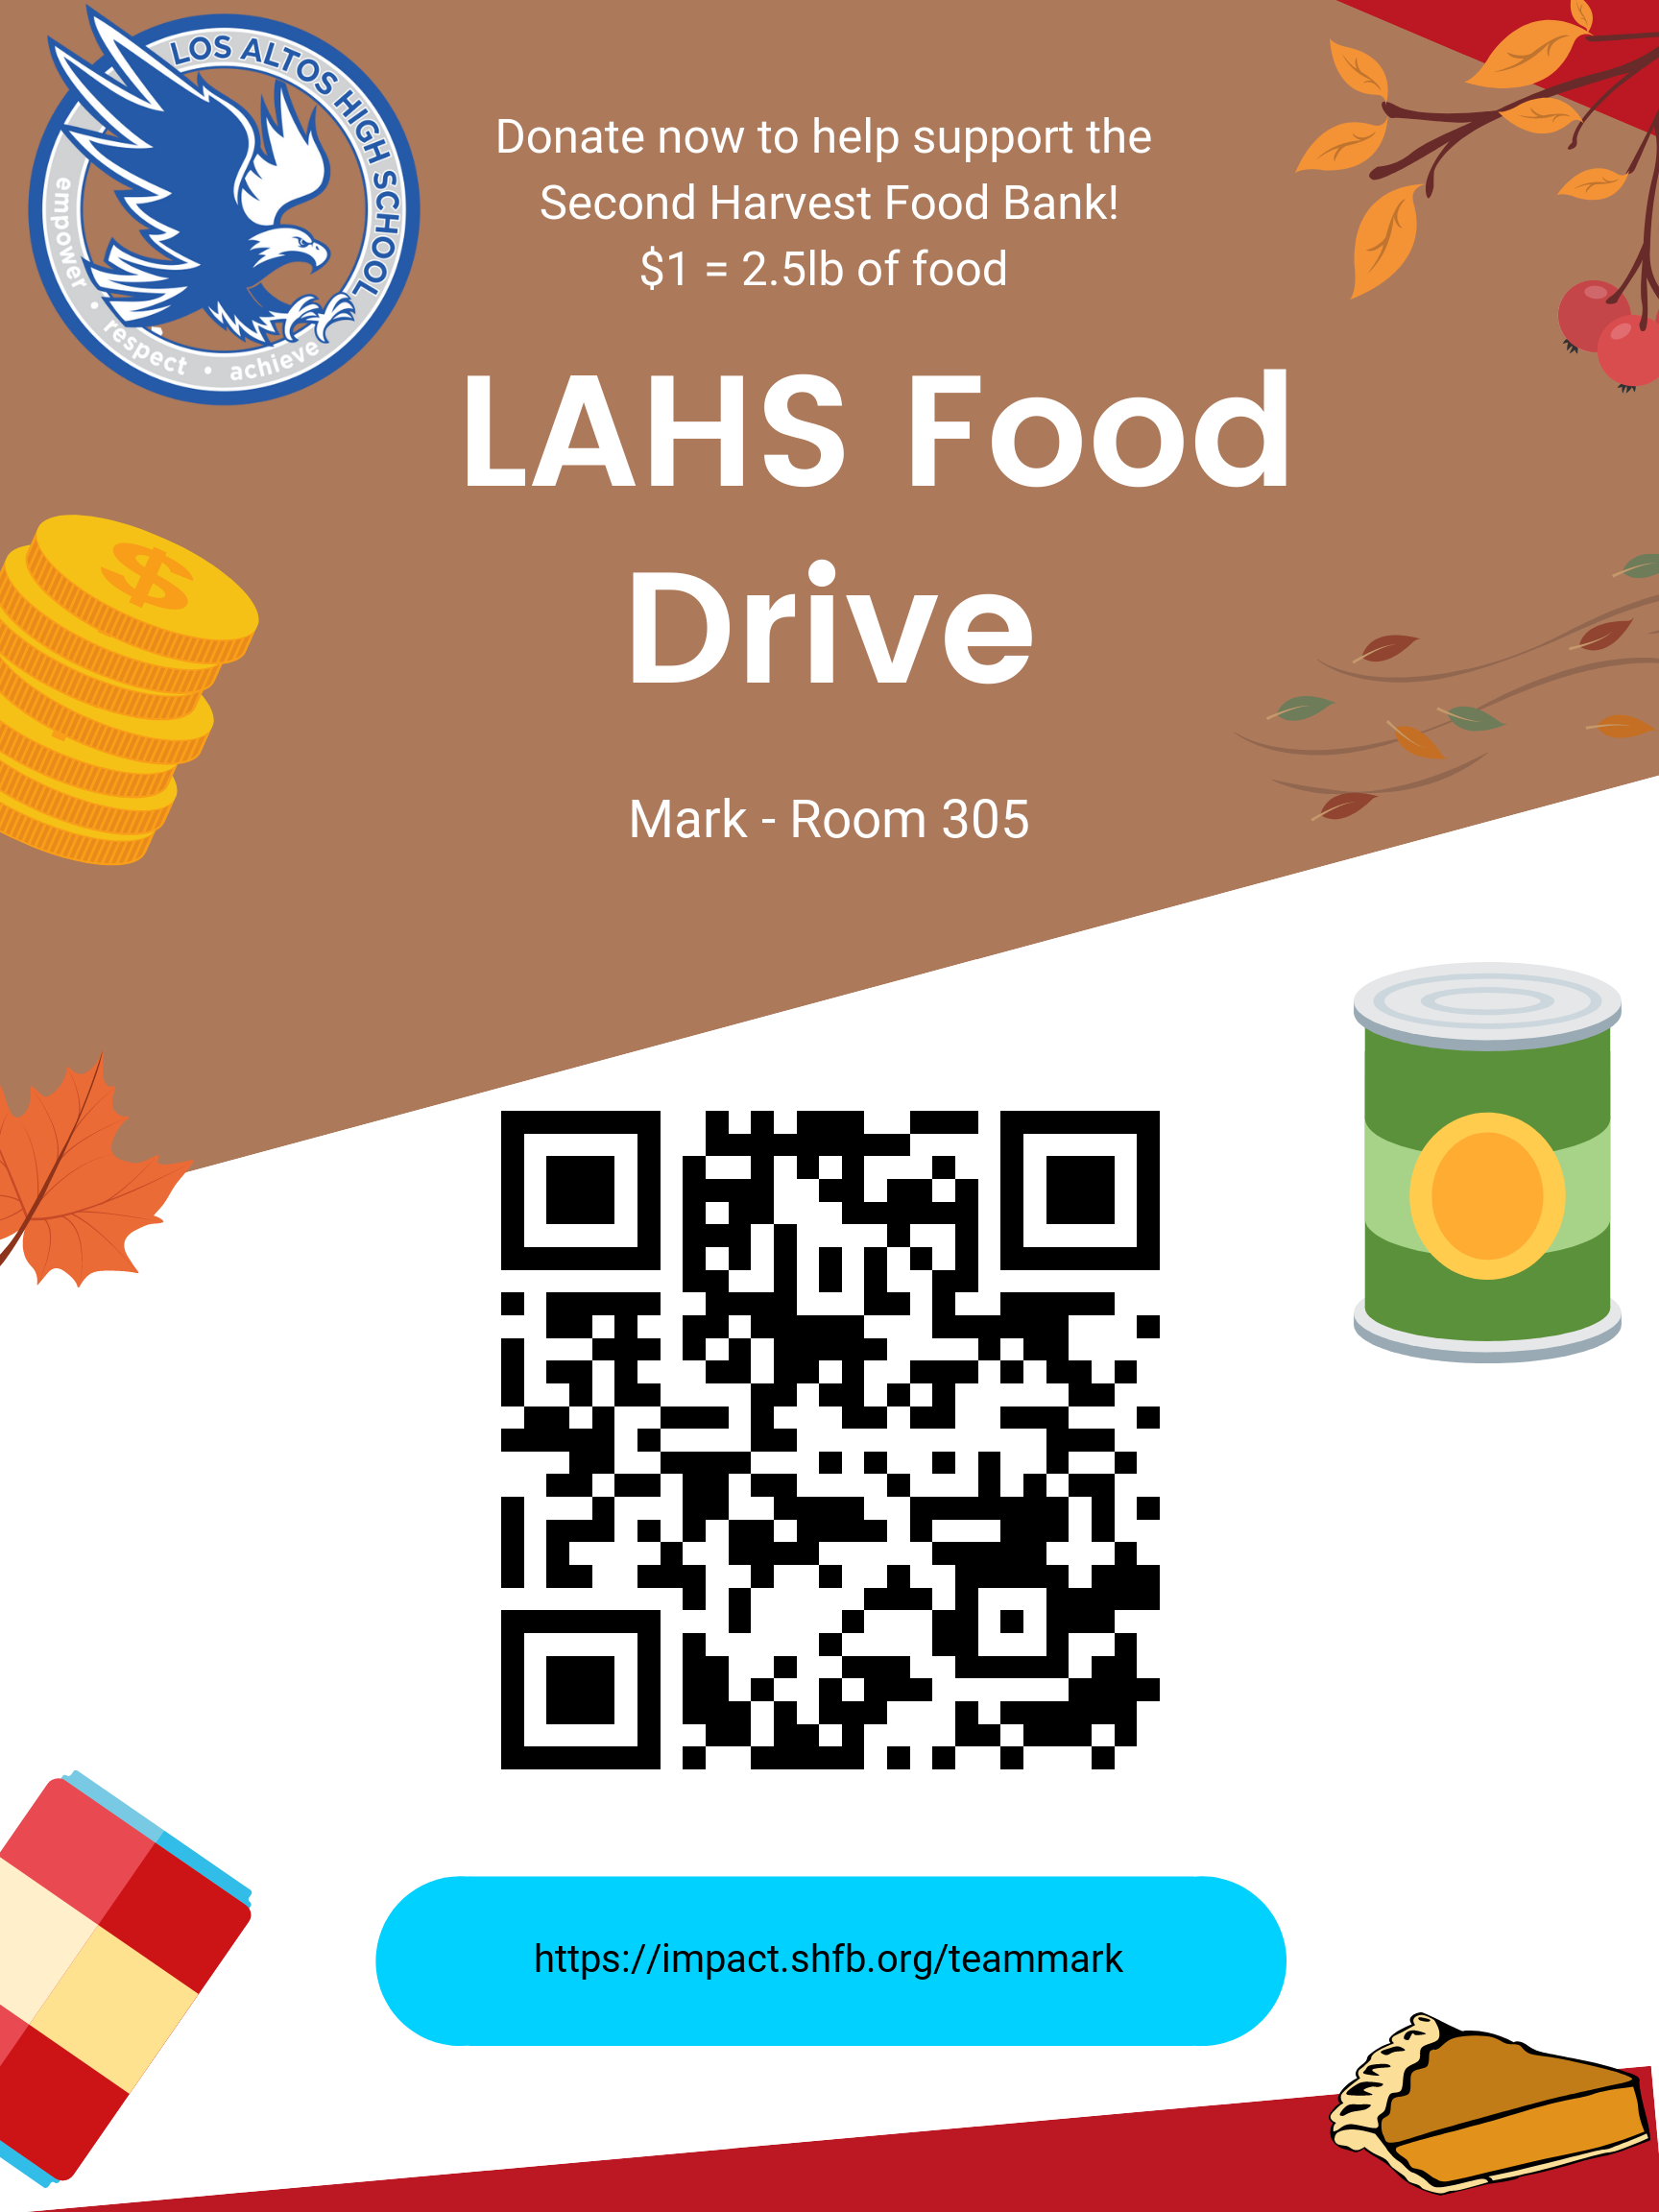 LOS ALTOS HIGH SCHOOL
empower • respect • achieve
Donate now to help support the
Second Harvest Food Bank!
$1 = 2.5lb of food
LAHS Food
Drive
$
Mark - Room 305
https://impact.shfb.org/teammark